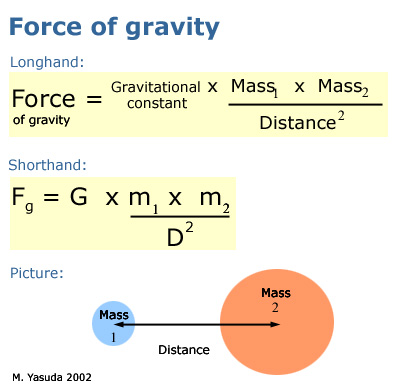 Force of gravity
Longhand:
Force of gravity = Gravitational constant x Mass₁ x Mass₂
Distance²
Shorthand:
F_g = G x m₁ x m₂
D²
Picture:
Mass 1
Mass 2
Distance
M. Yasuda 2002